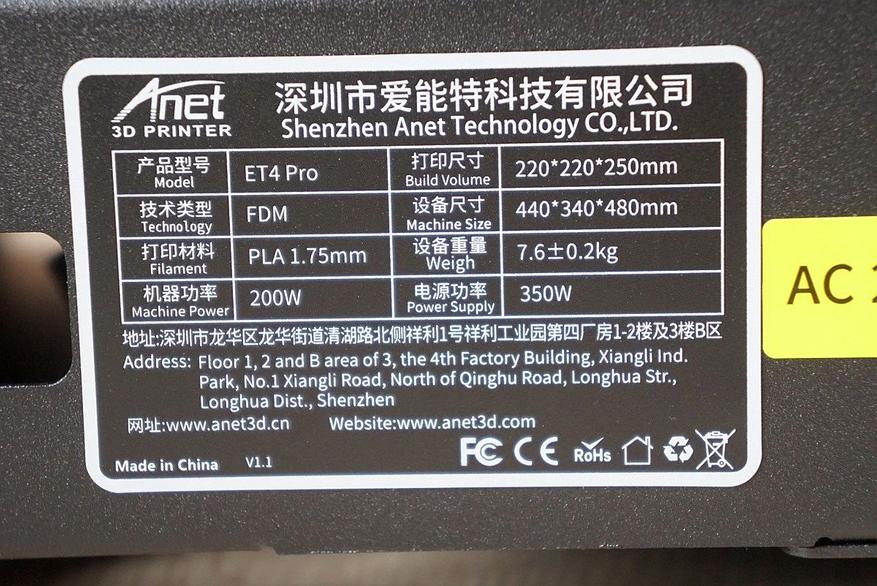 Anet
3D PRINTER
深圳市爱能特科技有限公司
Shenzhen Anet Technology CO.,LTD.
产品型号 ET4 Pro 打印尺寸 220*220*250mm
Model Build Volume
技术类型 FDM 设备尺寸 440*340*480mm
Technology Machine Size
打印材料 PLA 1.75mm 设备重量 7.6±0.2kg
Filament Weigh
机器功率 200W 电源功率 350W
Machine Power Power Supply
地址:深圳市龙华区龙华街道清湖路北侧祥利1号祥利工业园第四厂房1-2楼及3楼B区
Address: Floor 1, 2 and B area of 3, the 4th Factory Building, Xiangli Ind.
Park, No.1 Xiangli Road, North of Qinghu Road, Longhua Str.,
Longhua Dist., Shenzhen
网址:www.anet3d.cn Website:www.anet3d.com
FC CE RoHs
Made in China V1.1
AC